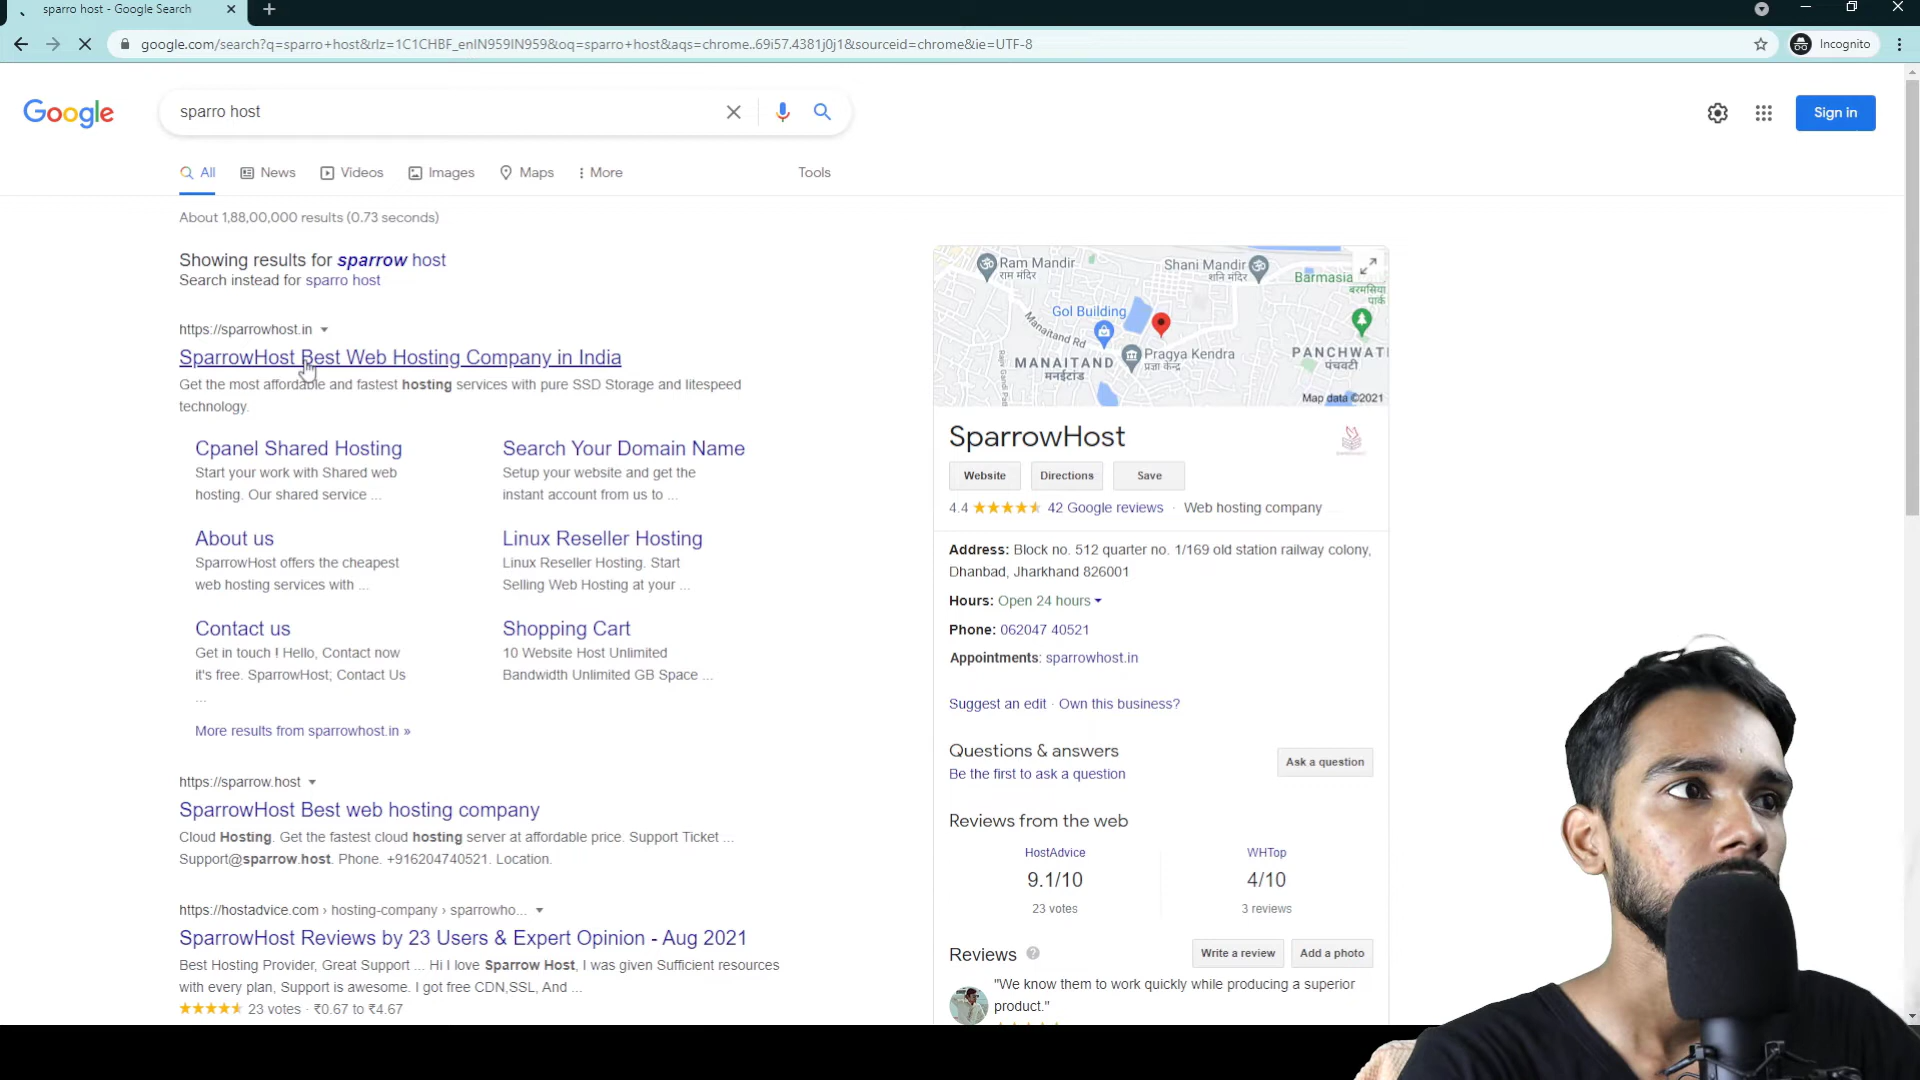 sparro host - Google Search
google.com/search?q=sparro+host&rlz=1C1CHBF_enIN959IN959&oq=sparro+host&aqs=chrome..69i57.4381j0j1&sourceid=chrome&ie=UTF-8
Incognito
Google
sparro host
Sign in
All
News
Videos
Images
Maps
More
Tools
About 1,88,00,000 results (0.73 seconds)
Showing results for sparrow host
Search instead for sparro host
https://sparrowhost.in
SparrowHost Best Web Hosting Company in India
Get the most affordable and fastest hosting services with pure SSD Storage and litespeed
technology.
Cpanel Shared Hosting
Start your work with Shared web
hosting. Our shared service ...
Search Your Domain Name
Setup your website and get the
instant account from us to ...
About us
SparrowHost offers the cheapest
web hosting services with ...
Linux Reseller Hosting
Linux Reseller Hosting. Start
Selling Web Hosting at your ...
Contact us
Get in touch ! Hello, Contact now
it's free. SparrowHost; Contact Us
...
Shopping Cart
10 Website Host Unlimited
Bandwidth Unlimited GB Space ...
More results from sparrowhost.in »
https://sparrow.host
SparrowHost Best web hosting company
Cloud Hosting. Get the fastest cloud hosting server at affordable price. Support Ticket ...
Support@sparrow.host. Phone. +916204740521. Location.
https://hostadvice.com › hosting-company › sparrowho...
SparrowHost Reviews by 23 Users & Expert Opinion - Aug 2021
Best Hosting Provider, Great Support ... Hi I love Sparrow Host, I was given Sufficient resources
with every plan, Support is awesome. I got free CDN,SSL, And ...
23 votes · ₹0.67 to ₹4.67
Ram Mandir
राम मंदिर
Shani Mandir
शनि मंदिर
Barmasia
बरमसिया
पार्क
Gol Building
Manaitand Rd
MANAITAND
मनईटांड
Pragya Kendra
प्रज्ञा केन्द्र
PANCHWATI
पंचवटी
Map data ©2021
SparrowHost
Website
Directions
Save
4.4
42 Google reviews · Web hosting company
Address: Block no. 512 quarter no. 1/169 old station railway colony,
Dhanbad, Jharkhand 826001
Hours: Open 24 hours
Phone: 062047 40521
Appointments: sparrowhost.in
Suggest an edit · Own this business?
Questions & answers
Be the first to ask a question
Ask a question
Reviews from the web
HostAdvice
9.1/10
23 votes
WHTop
4/10
3 reviews
Reviews
Write a review
Add a photo
"We know them to work quickly while producing a superior
product."